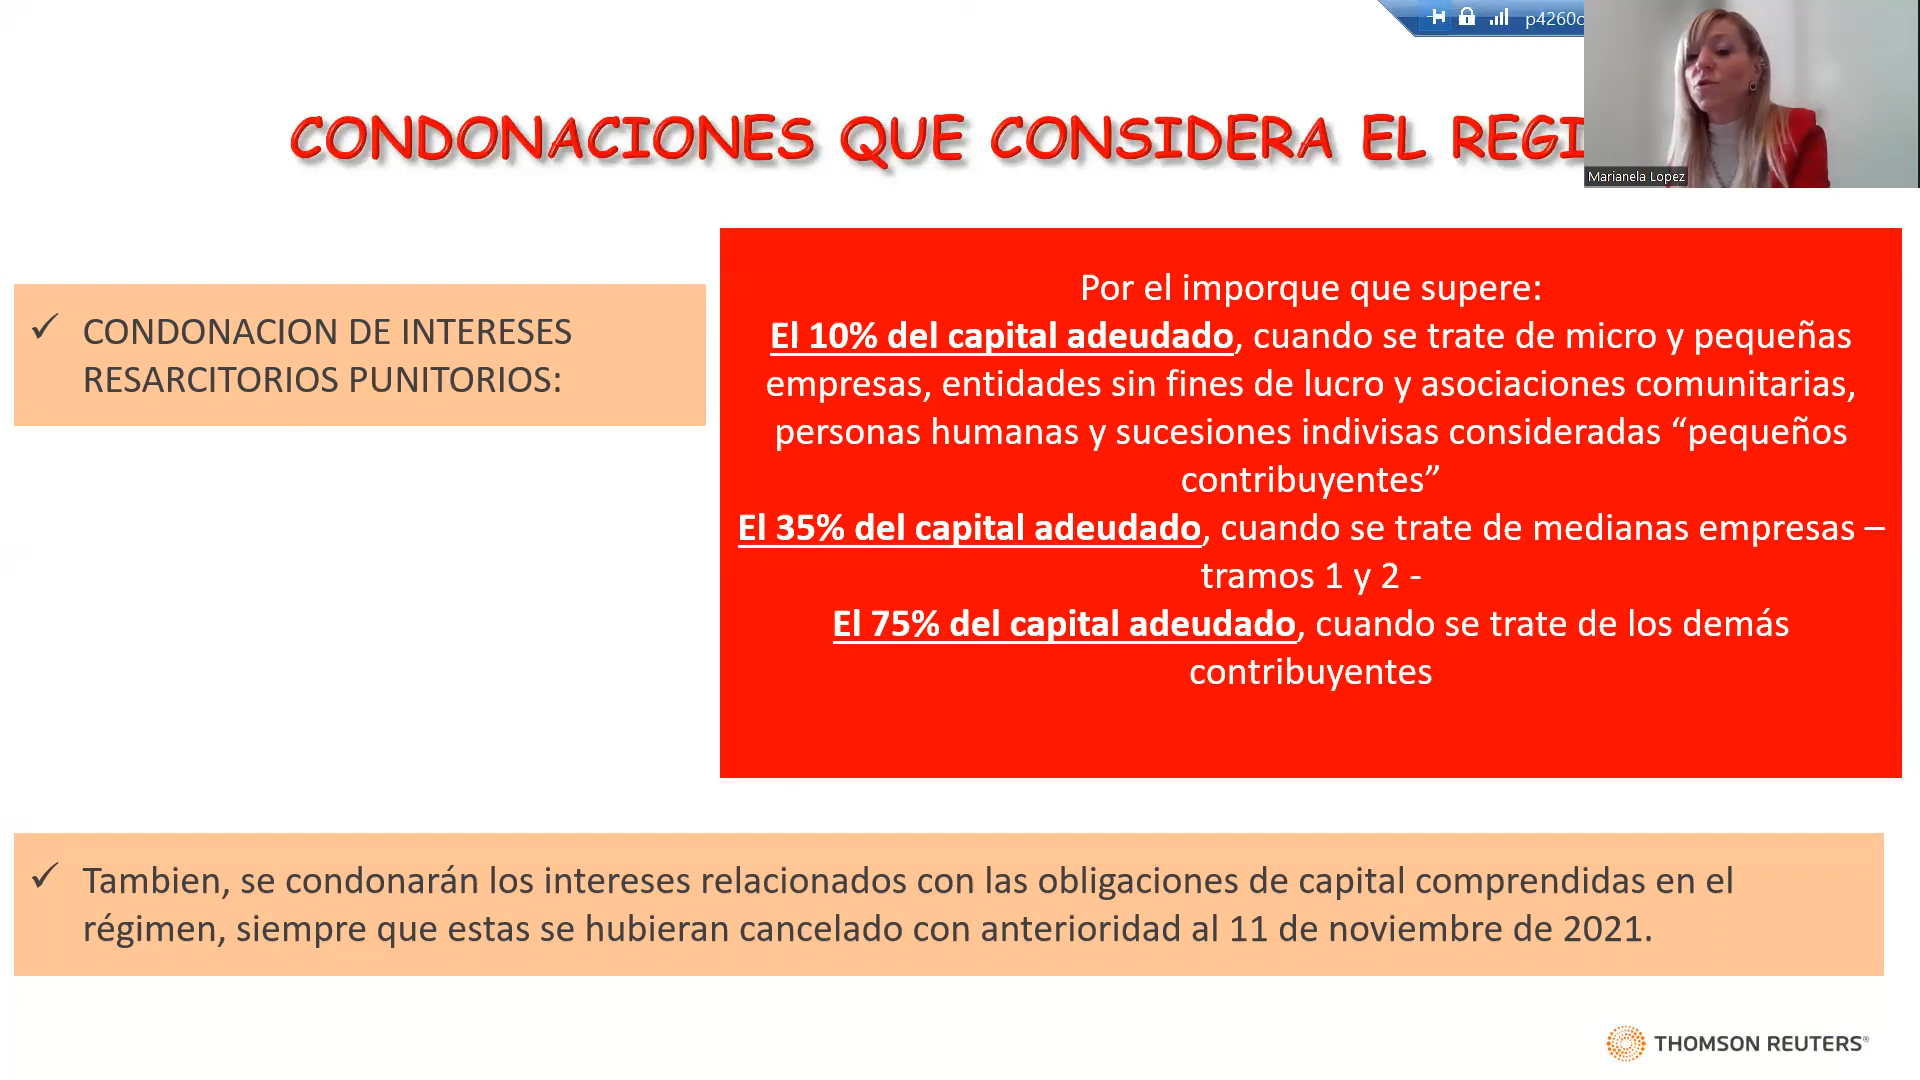 p4260c
CONDONACIONES QUE CONSIDERA EL REGI
Marianela Lopez
✓ CONDONACION DE INTERESES
RESARCITORIOS PUNITORIOS:
Por el imporque que supere:
El 10% del capital adeudado, cuando se trate de micro y pequeñas
empresas, entidades sin fines de lucro y asociaciones comunitarias,
personas humanas y sucesiones indivisas consideradas “pequeños
contribuyentes”
El 35% del capital adeudado, cuando se trate de medianas empresas –
tramos 1 y 2 -
El 75% del capital adeudado, cuando se trate de los demás
contribuyentes
✓ Tambien, se condonarán los intereses relacionados con las obligaciones de capital comprendidas en el
régimen, siempre que estas se hubieran cancelado con anterioridad al 11 de noviembre de 2021.
THOMSON REUTERS®